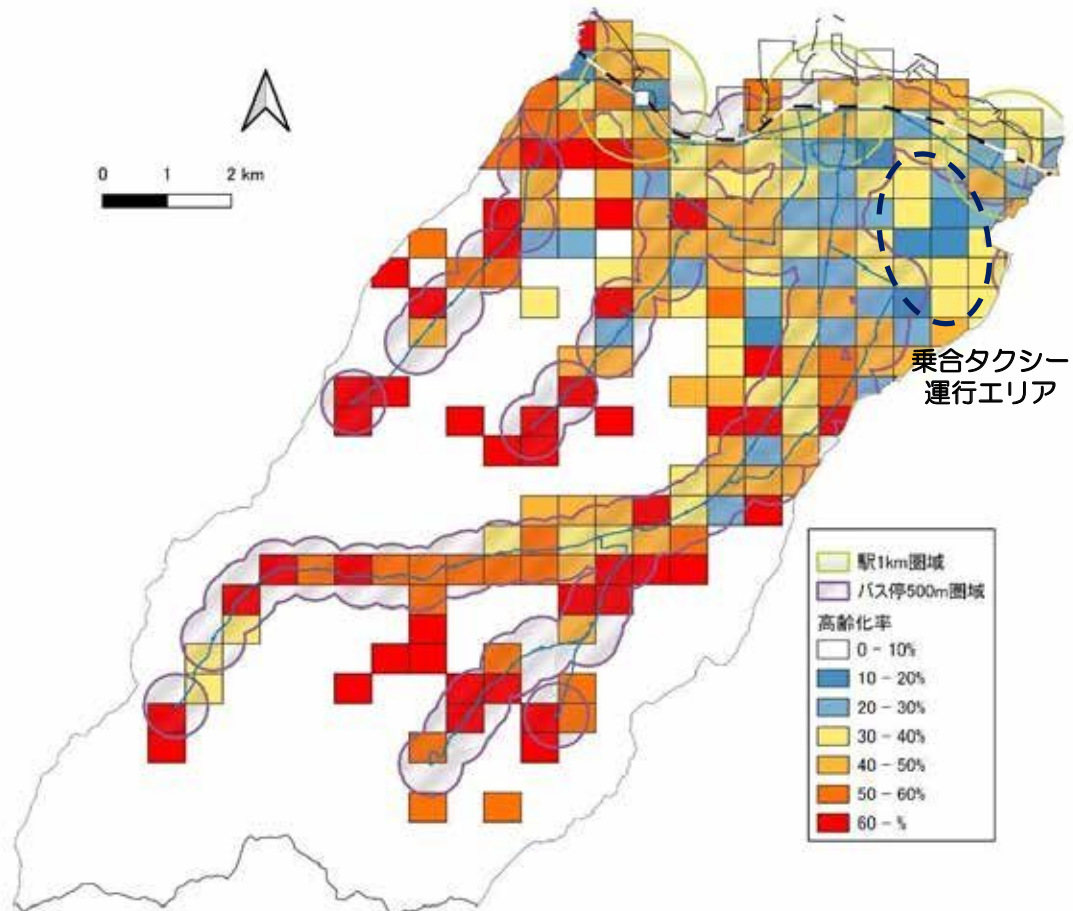 0 1 2 km
乗合タクシー
運行エリア
駅1km圏域
バス停500m圏域
高齢化率
0 - 10%
10 - 20%
20 - 30%
30 - 40%
40 - 50%
50 - 60%
60 - %